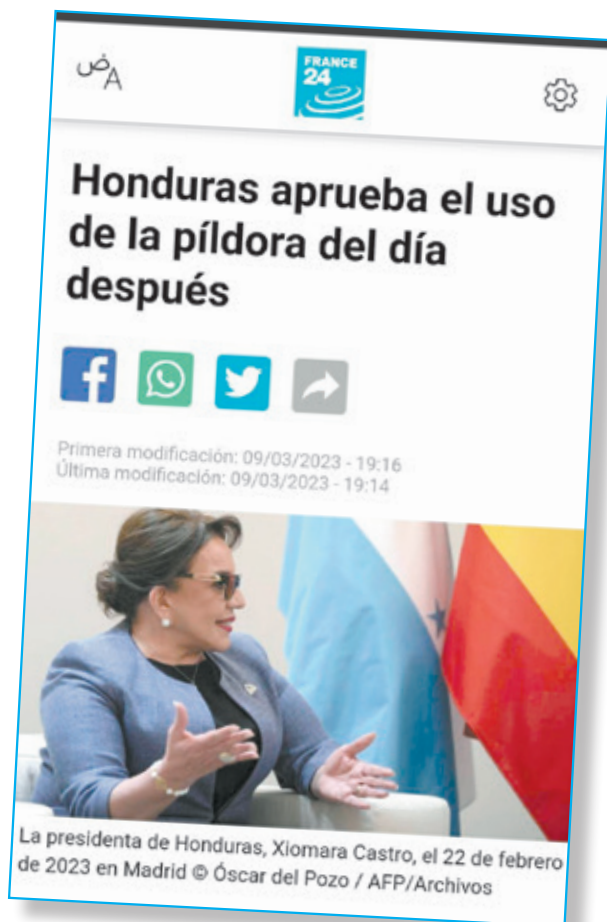 ض
A
FRANCE
24
Honduras aprueba el uso
de la píldora del día
después
Primera modificación: 09/03/2023 - 19:16
Última modificación: 09/03/2023 - 19:14
La presidenta de Honduras, Xiomara Castro, el 22 de febrero
de 2023 en Madrid © Óscar del Pozo / AFP/Archivos